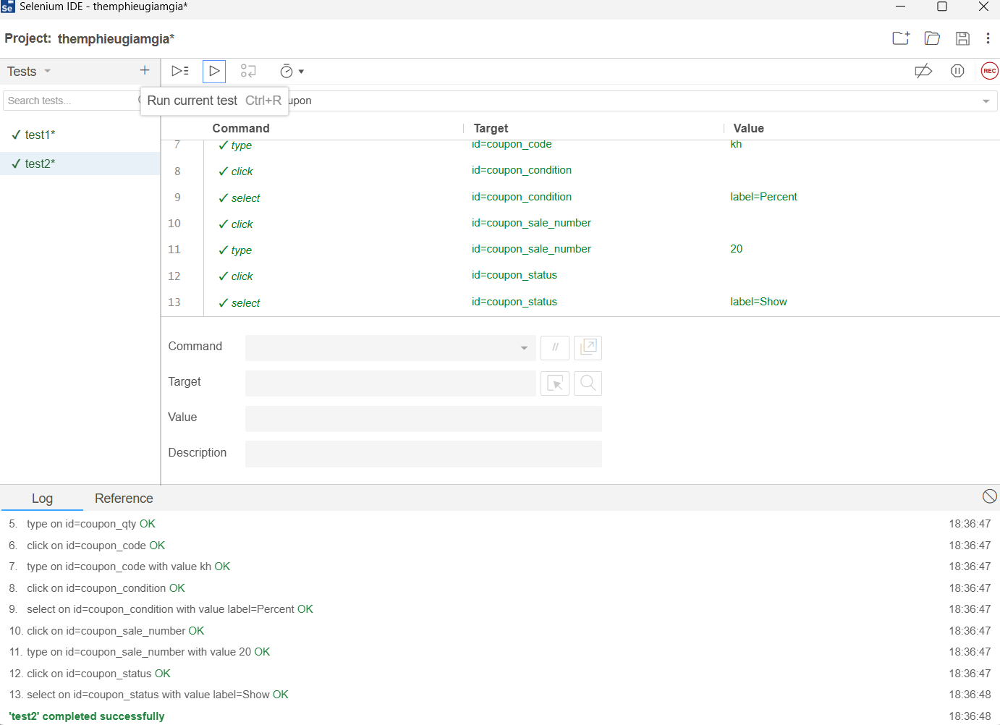 Se Selenium IDE - themphieugiamgia*
Project: themphieugiamgia*
Tests
REC
Search tests...
Run current test Ctrl+R
upon
test1*
test2*
Command Target Value
7 type id=coupon_code kh
8 click id=coupon_condition
9 select id=coupon_condition label=Percent
10 click id=coupon_sale_number
11 type id=coupon_sale_number 20
12 click id=coupon_status
13 select id=coupon_status label=Show
Command //
Target
Value
Description
Log Reference
5. type on id=coupon_qty OK 18:36:47
6. click on id=coupon_code OK 18:36:47
7. type on id=coupon_code with value kh OK 18:36:47
8. click on id=coupon_condition OK 18:36:47
9. select on id=coupon_condition with value label=Percent OK 18:36:47
10. click on id=coupon_sale_number OK 18:36:47
11. type on id=coupon_sale_number with value 20 OK 18:36:47
12. click on id=coupon_status OK 18:36:47
13. select on id=coupon_status with value label=Show OK 18:36:48
'test2' completed successfully 18:36:48